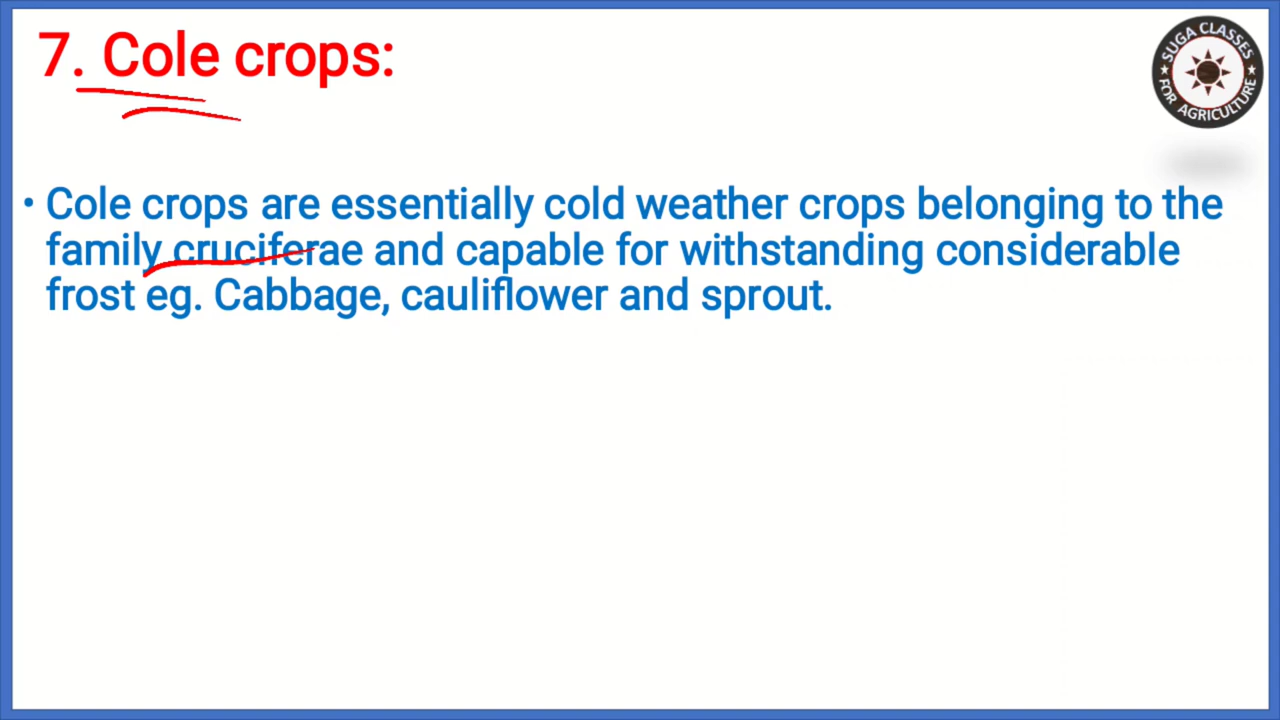 7. Cole crops:
SUGA CLASSES
FOR AGRICULTURE
• Cole crops are essentially cold weather crops belonging to the
family cruciferae and capable for withstanding considerable
frost eg. Cabbage, cauliflower and sprout.